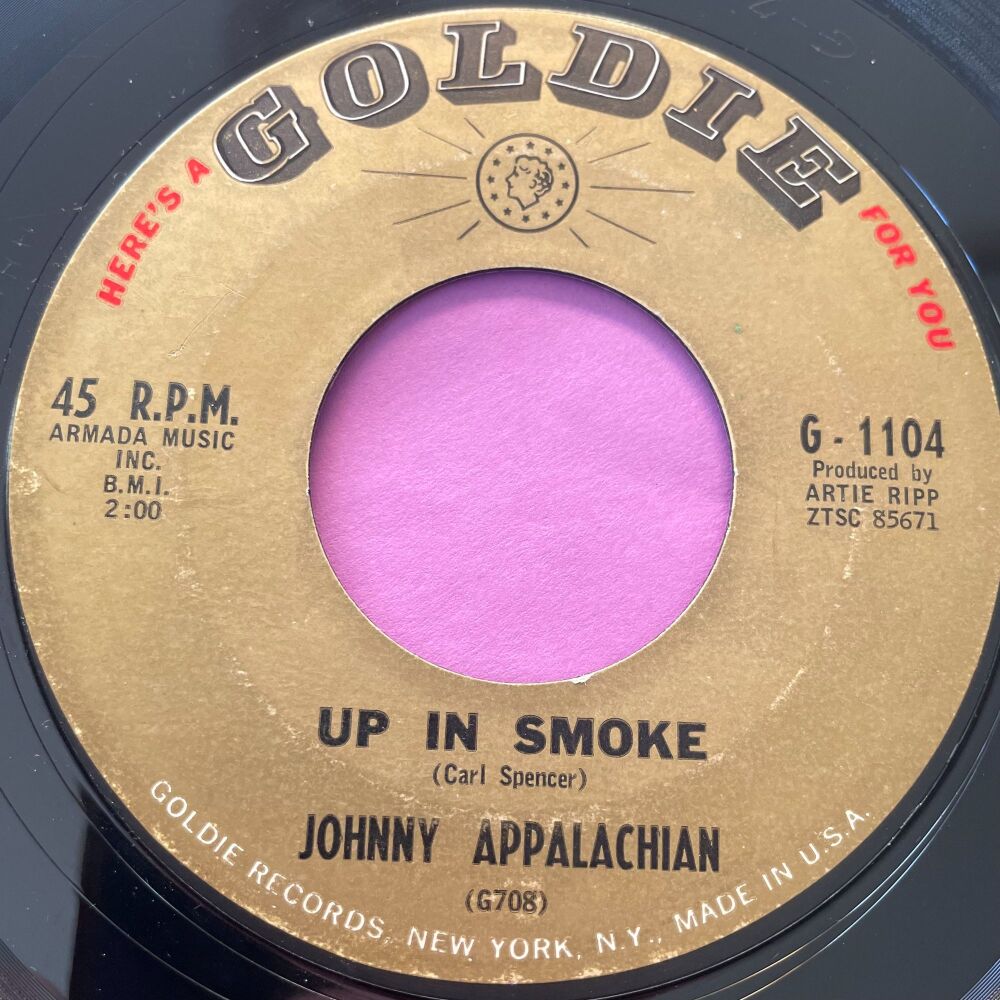 HERE'S A
GOLDIE
FOR YOU
45 R.P.M.
ARMADA MUSIC
INC.
B.M.I.
2:00
G - 1104
Produced by
ARTIE RIPP
ZTSC 85671
UP IN SMOKE
(Carl Spencer)
JOHNNY APPALACHIAN
(G708)
GOLDIE RECORDS, NEW YORK, N.Y., MADE IN U.S.A.